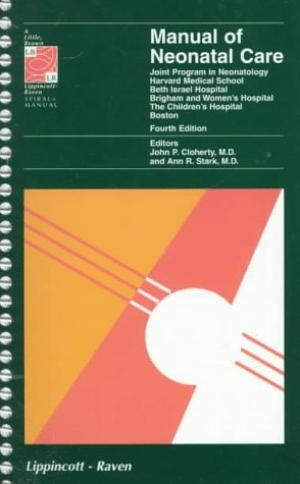 A
Little,
Brown
LB
LB
Lippincott-
Raven
SPIRAL®
MANUAL
Manual of
Neonatal Care
Joint Program in Neonatology
Harvard Medical School
Beth Israel Hospital
Brigham and Women's Hospital
The Children's Hospital
Boston
Fourth Edition
Editors
John P. Cloherty, M.D.
and Ann R. Stark, M.D.
Lippincott - Raven